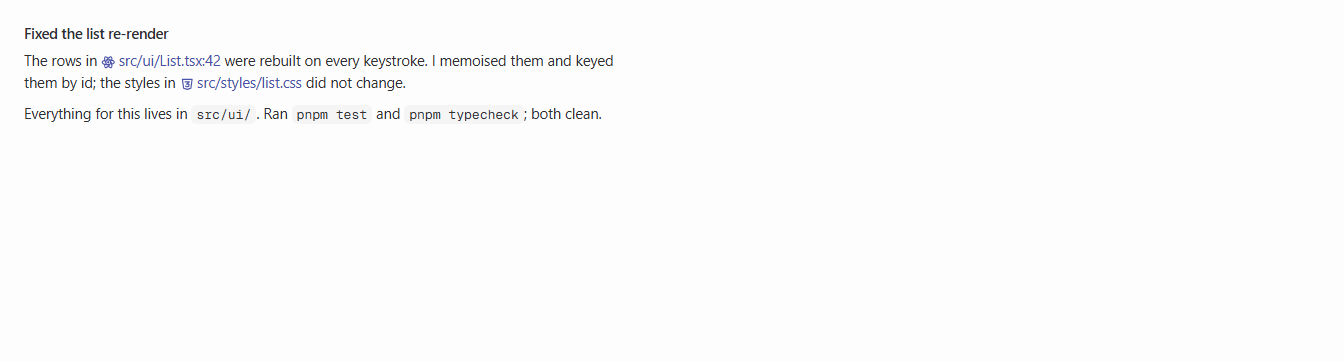 Fixed the list re-render
The rows in src/ui/List.tsx:42 were rebuilt on every keystroke. I memoised them and keyed
them by id; the styles in src/styles/list.css did not change.
Everything for this lives in src/ui/ . Ran pnpm test and pnpm typecheck ; both clean.